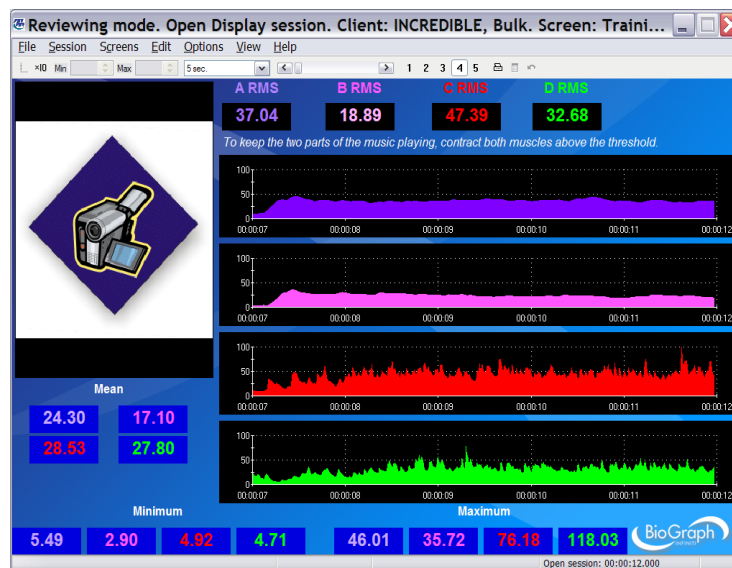 Reviewing mode. Open Display session. Client: INCREDIBLE, Bulk. Screen: Traini...
File Session Screens Edit Options View Help
×10 Min Max 5 sec. 1 2 3 4 5
A RMS B RMS C RMS D RMS
37.04 18.89 47.39 32.68
To keep the two parts of the music playing, contract both muscles above the threshold.
100
50
0
00:00:07 00:00:08 00:00:09 00:00:10 00:00:11 00:00:12
100
50
0
00:00:07 00:00:08 00:00:09 00:00:10 00:00:11 00:00:12
100
50
0
00:00:07 00:00:08 00:00:09 00:00:10 00:00:11 00:00:12
100
50
0
00:00:07 00:00:08 00:00:09 00:00:10 00:00:11 00:00:12
Mean
24.30 17.10
28.53 27.80
Minimum Maximum
5.49 2.90 4.92 4.71 46.01 35.72 76.18 118.03
BioGraph
Open session: 00:00:12.000